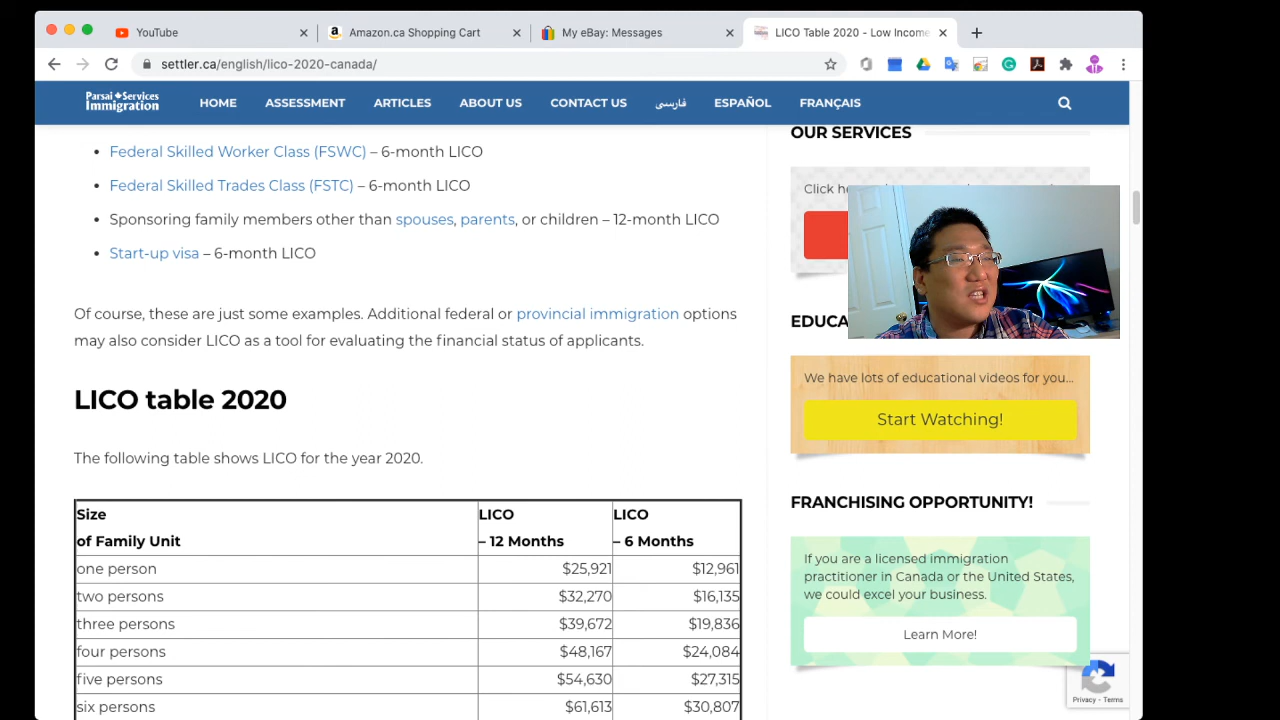 YouTube
Amazon.ca Shopping Cart
My eBay: Messages
LICO Table 2020 - Low Income
settler.ca/english/lico-2020-canada/
Parsai Services
Immigration
HOME
ASSESSMENT
ARTICLES
ABOUT US
CONTACT US
فارسی
ESPAÑOL
FRANÇAIS
• Federal Skilled Worker Class (FSWC) – 6-month LICO
• Federal Skilled Trades Class (FSTC) – 6-month LICO
• Sponsoring family members other than spouses, parents, or children – 12-month LICO
• Start-up visa – 6-month LICO
Of course, these are just some examples. Additional federal or provincial immigration options
may also consider LICO as a tool for evaluating the financial status of applicants.
LICO table 2020
The following table shows LICO for the year 2020.
Size
of Family Unit
LICO
– 12 Months
LICO
– 6 Months
one person $25,921 $12,961
two persons $32,270 $16,135
three persons $39,672 $19,836
four persons $48,167 $24,084
five persons $54,630 $27,315
six persons $61,613 $30,807
OUR SERVICES
Click
We have lots of educational videos for you...
Start Watching!
FRANCHISING OPPORTUNITY!
If you are a licensed immigration
practitioner in Canada or the United States,
we could excel your business.
Learn More!
Privacy - Terms